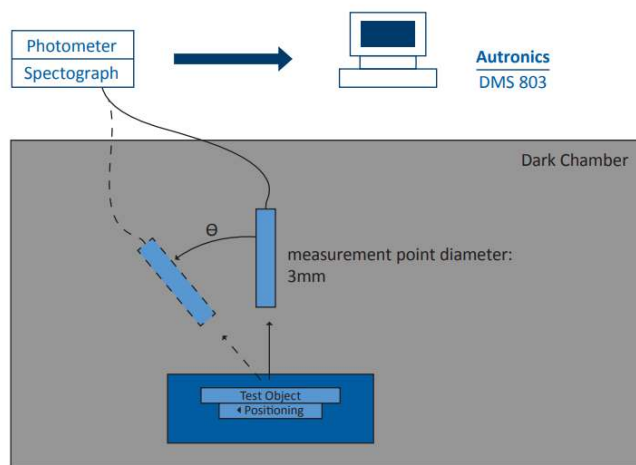 Photometer
Spectograph
Autronics
DMS 803
Dark Chamber
Θ
measurement point diameter:
3mm
Test Object
Positioning